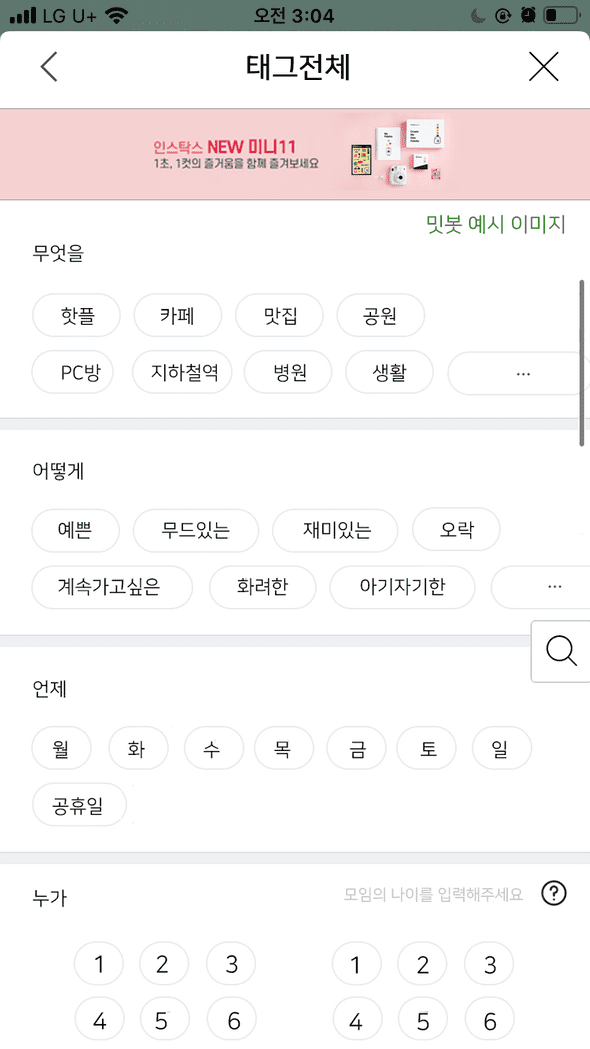 LG U+ 오전 3:04
태그전체
인스탁스 NEW 미니11
1초, 1컷의 즐거움을 함께 즐겨보세요
밋봇 예시 이미지
무엇을
핫플 카페 맛집 공원
PC방 지하철역 병원 생활 ...
어떻게
예쁜 무드있는 재미있는 오락
계속가고싶은 화려한 아기자기한 ...
언제
월 화 수 목 금 토 일
공휴일
누가 모임의 나이를 입력해주세요 ?
1 2 3 1 2 3
4 5 6 4 5 6